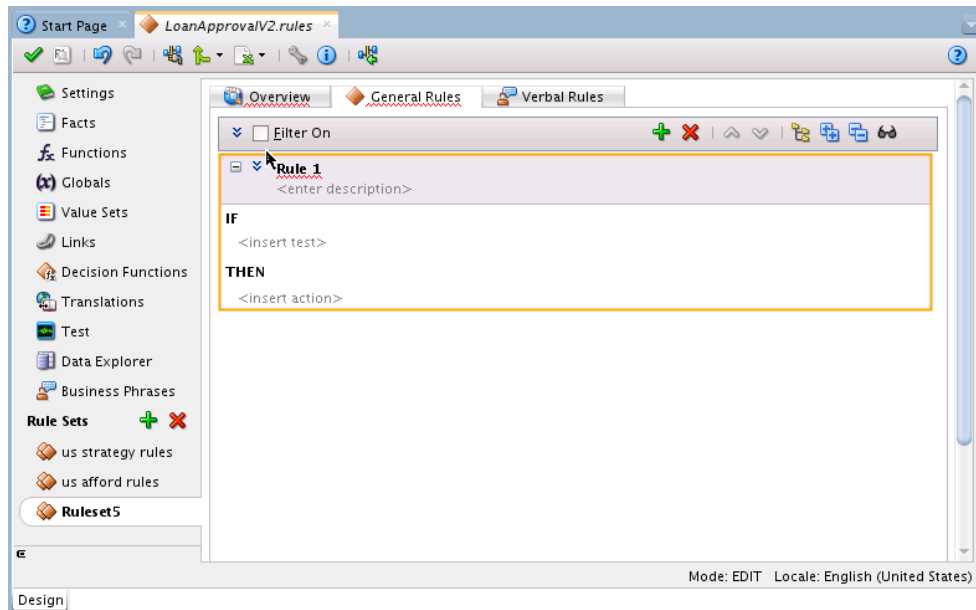 Start Page
LoanApprovalV2.rules
Settings
Facts
Functions
Globals
Value Sets
Links
Decision Functions
Translations
Test
Data Explorer
Business Phrases
Rule Sets
us strategy rules
us afford rules
Ruleset5
Overview
General Rules
Verbal Rules
Filter On
Rule 1
<enter description>
IF
<insert test>
THEN
<insert action>
Mode: EDIT Locale: English (United States)
Design